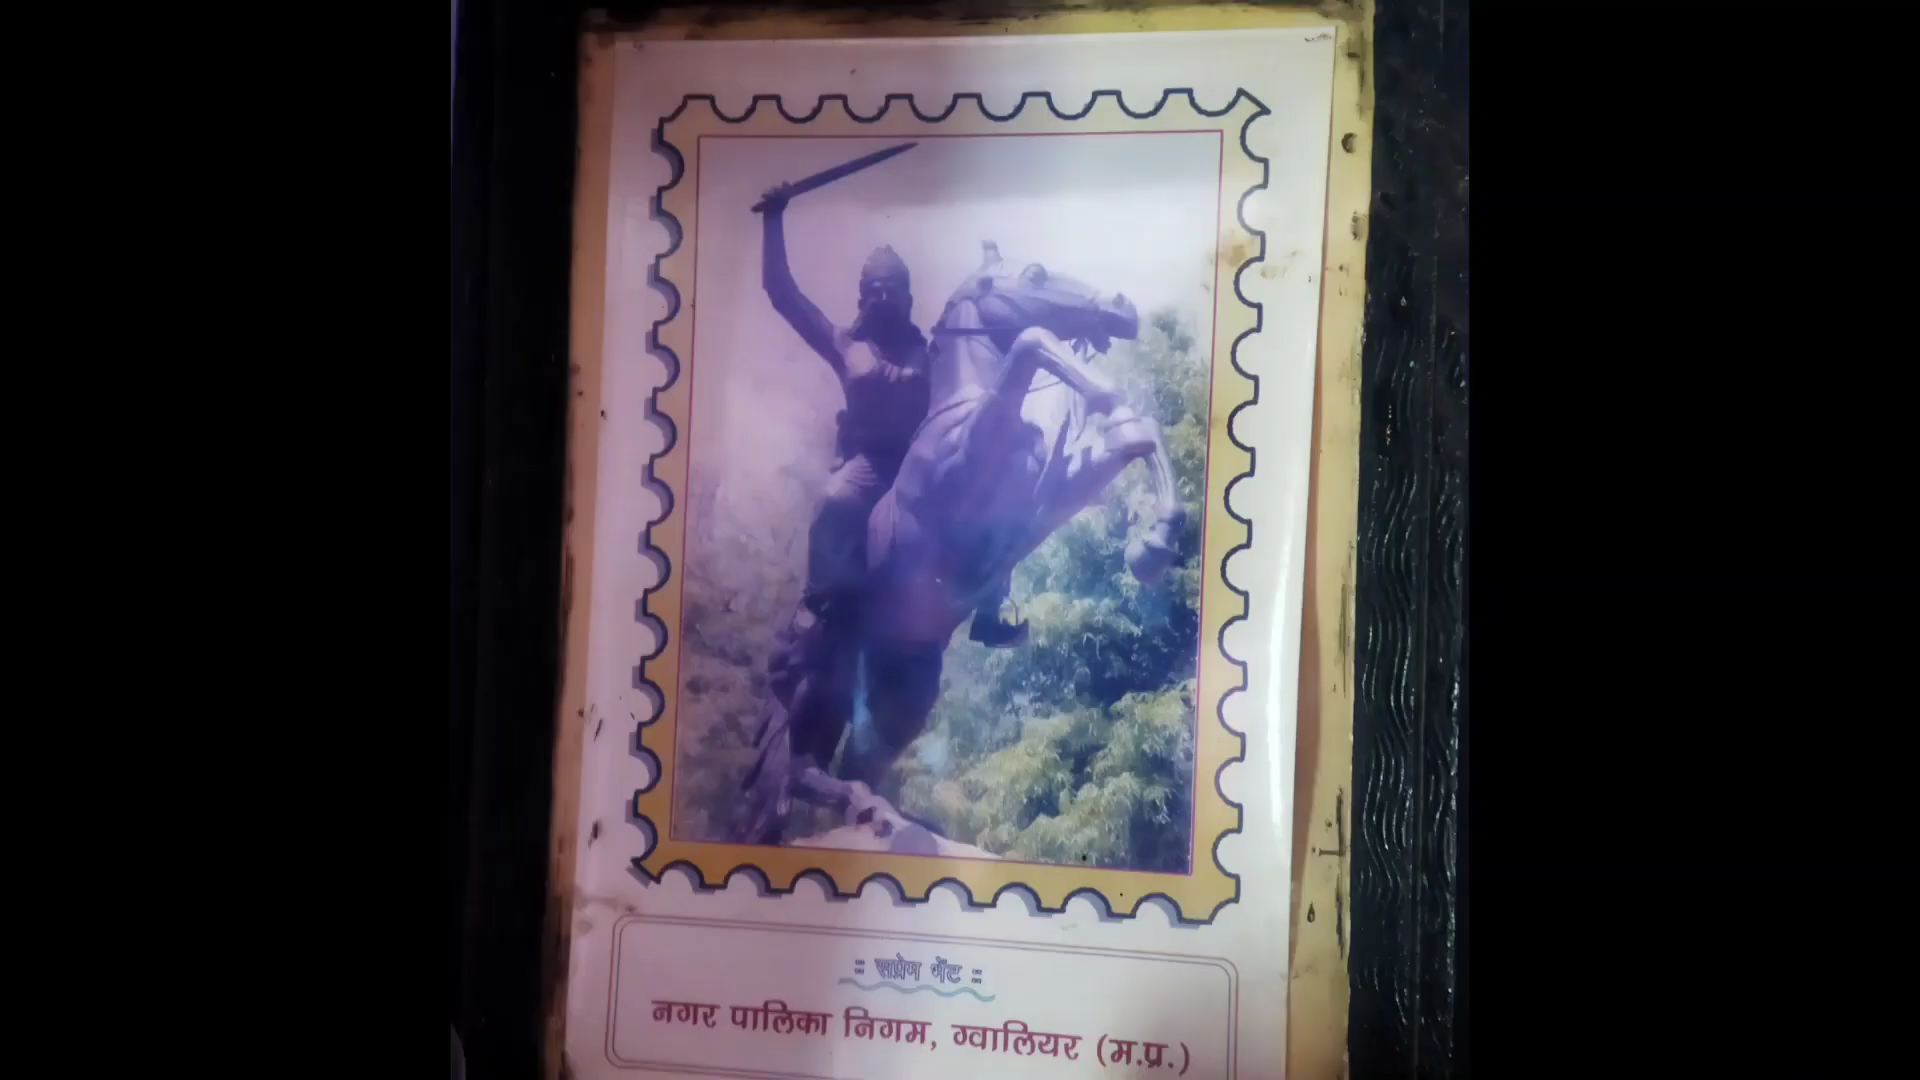 :: सप्रेम भेंट ::
नगर पालिका निगम, ग्वालियर (म.प्र.)